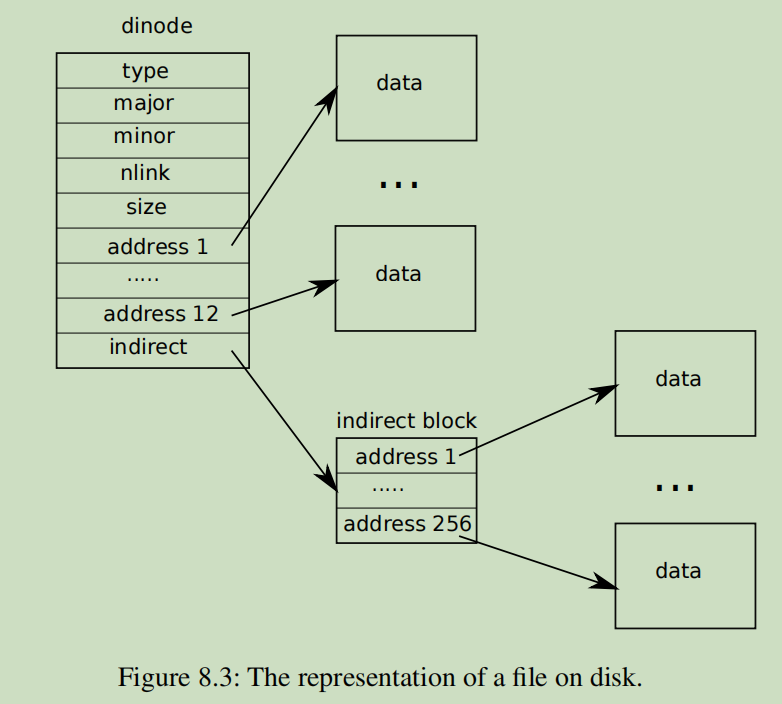 dinode
type
major
minor
nlink
size
address 1
.....
address 12
indirect
data
...
data
indirect block
address 1
.....
address 256
data
...
data
Figure 8.3: The representation of a file on disk.